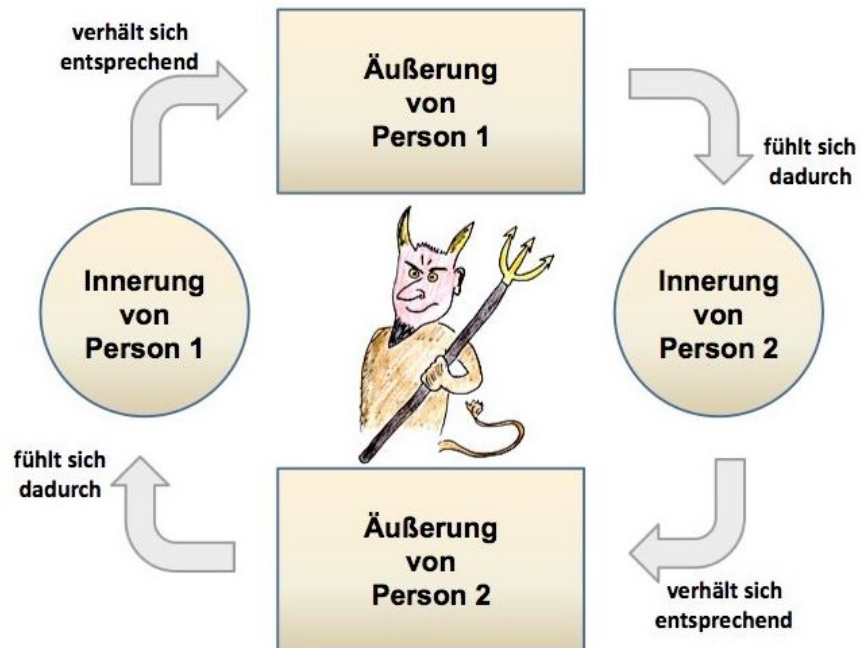 verhält sich
entsprechend
Äußerung
von
Person 1
fühlt sich
dadurch
Innerung
von
Person 1
Innerung
von
Person 2
fühlt sich
dadurch
Äußerung
von
Person 2
verhält sich
entsprechend